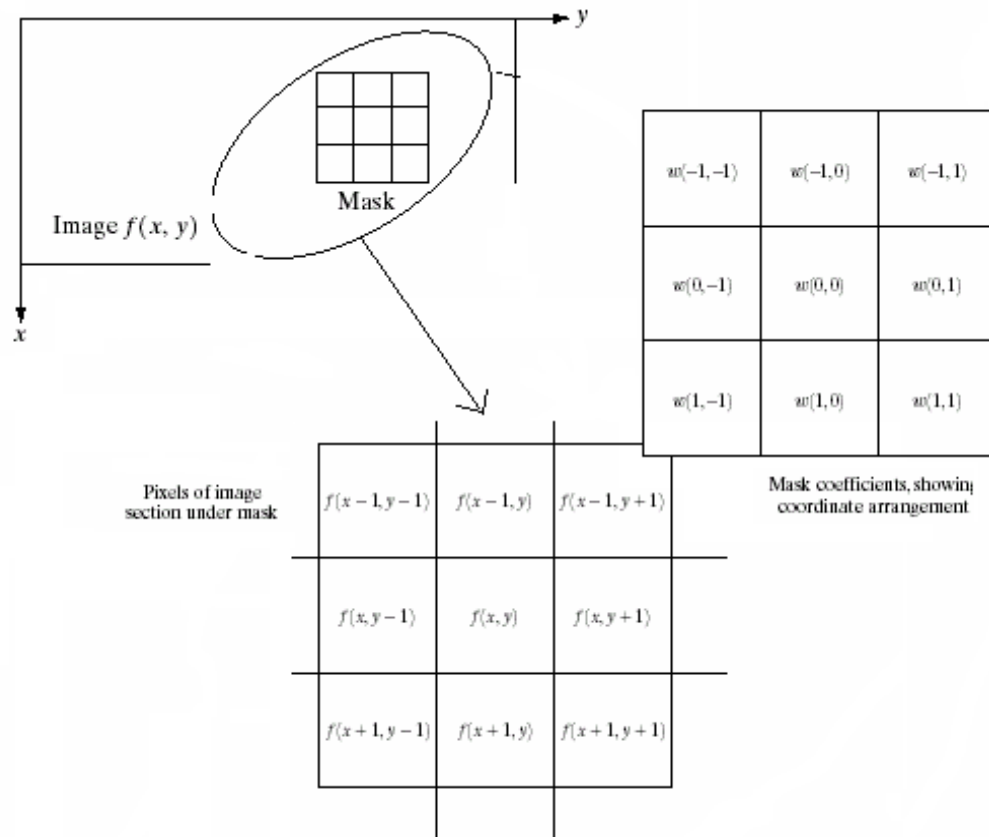 y
Mask
Image f(x, y)
x
w(−1,−1) w(−1,0) w(−1,1)
w(0,−1) w(0,0) w(0,1)
w(1,−1) w(1,0) w(1,1)
Mask coefficients, showing
coordinate arrangement
Pixels of image
section under mask
f(x−1,y−1) f(x−1,y) f(x−1,y+1)
f(x,y−1) f(x,y) f(x,y+1)
f(x+1,y−1) f(x+1,y) f(x+1,y+1)